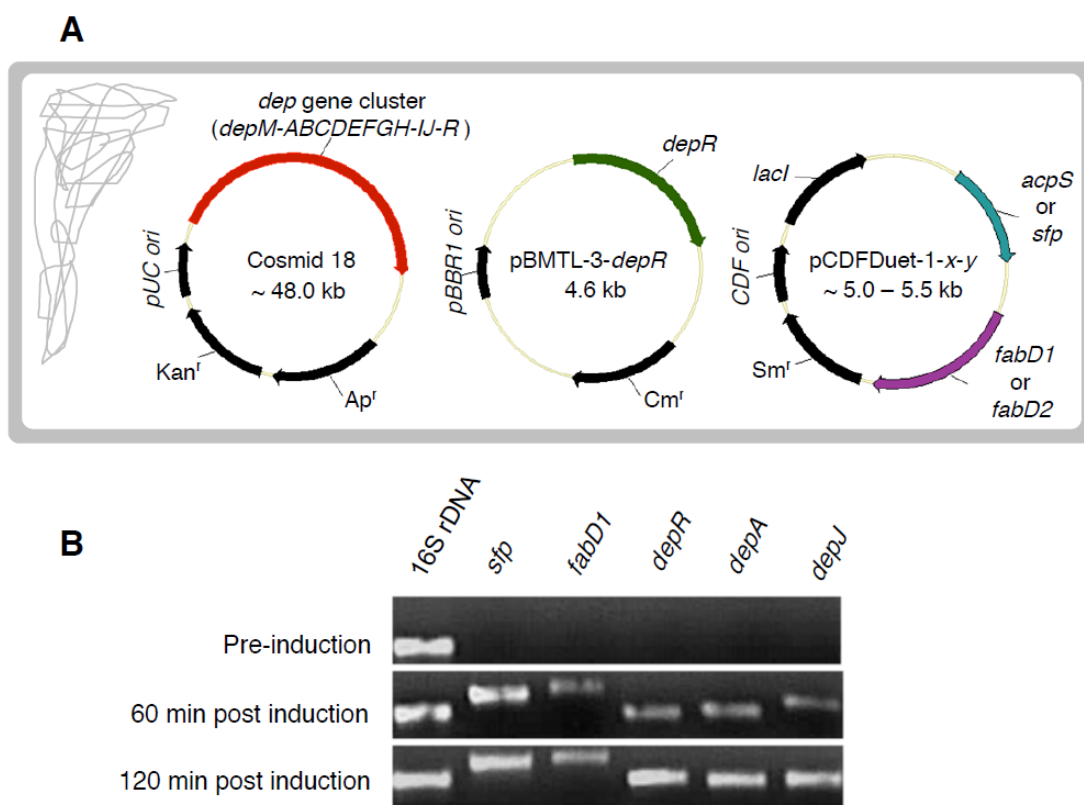 A
dep gene cluster
(depM-ABCDEFGH-IJ-R )
pUC ori
Cosmid 18
~ 48.0 kb
Kanʳ
Apʳ
depR
pBBR1 ori
pBMTL-3-depR
4.6 kb
Cmʳ
lacI
acpS
or
sfp
CDF ori
pCDFDuet-1-x-y
~ 5.0 – 5.5 kb
Smʳ
fabD1
or
fabD2
B
16S rDNA
sfp
fabD1
depR
depA
depJ
Pre-induction
60 min post induction
120 min post induction